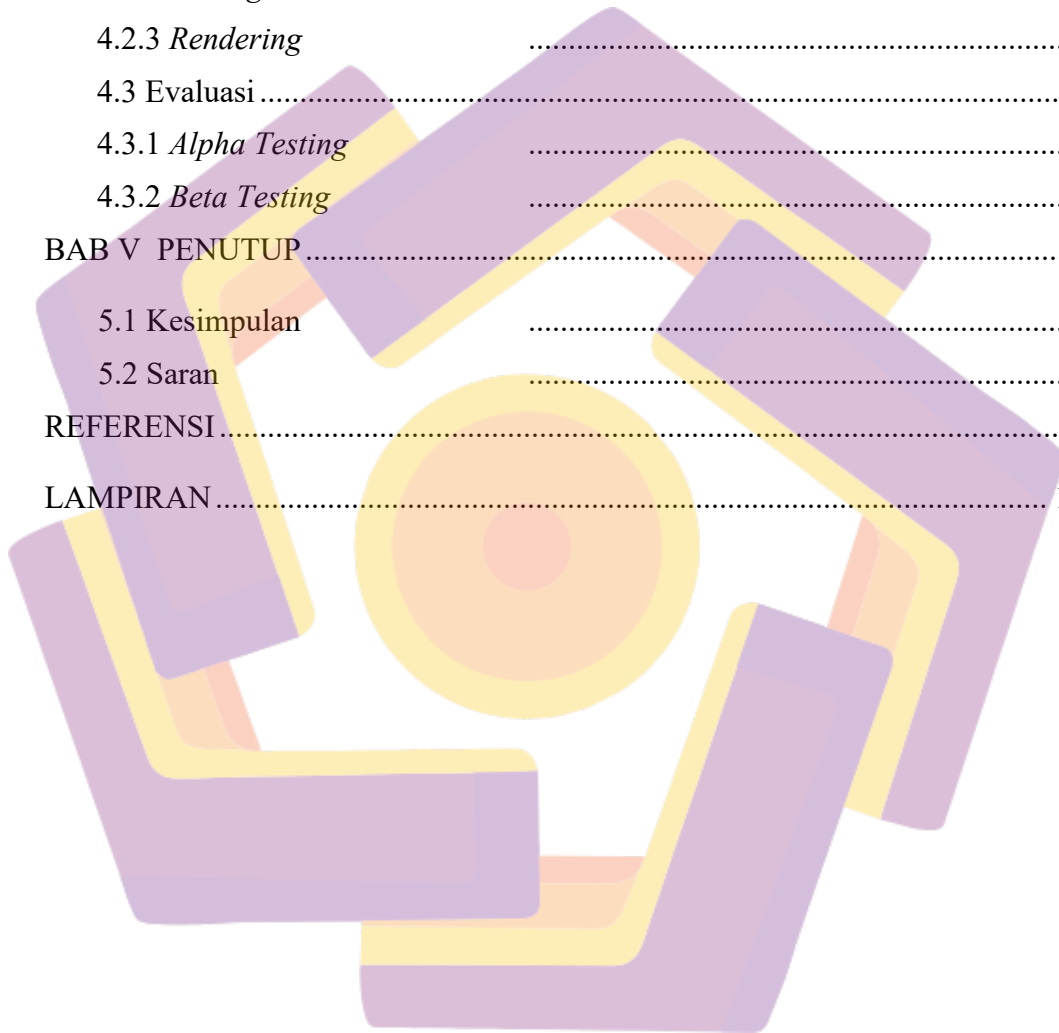 4.2.3 Rendering ................................................................................
4.3 Evaluasi ................................................................................
4.3.1 Alpha Testing ................................................................................
4.3.2 Beta Testing ................................................................................
BAB V PENUTUP ................................................................................
5.1 Kesimpulan ................................................................................
5.2 Saran ................................................................................
REFERENSI ................................................................................
LAMPIRAN ................................................................................